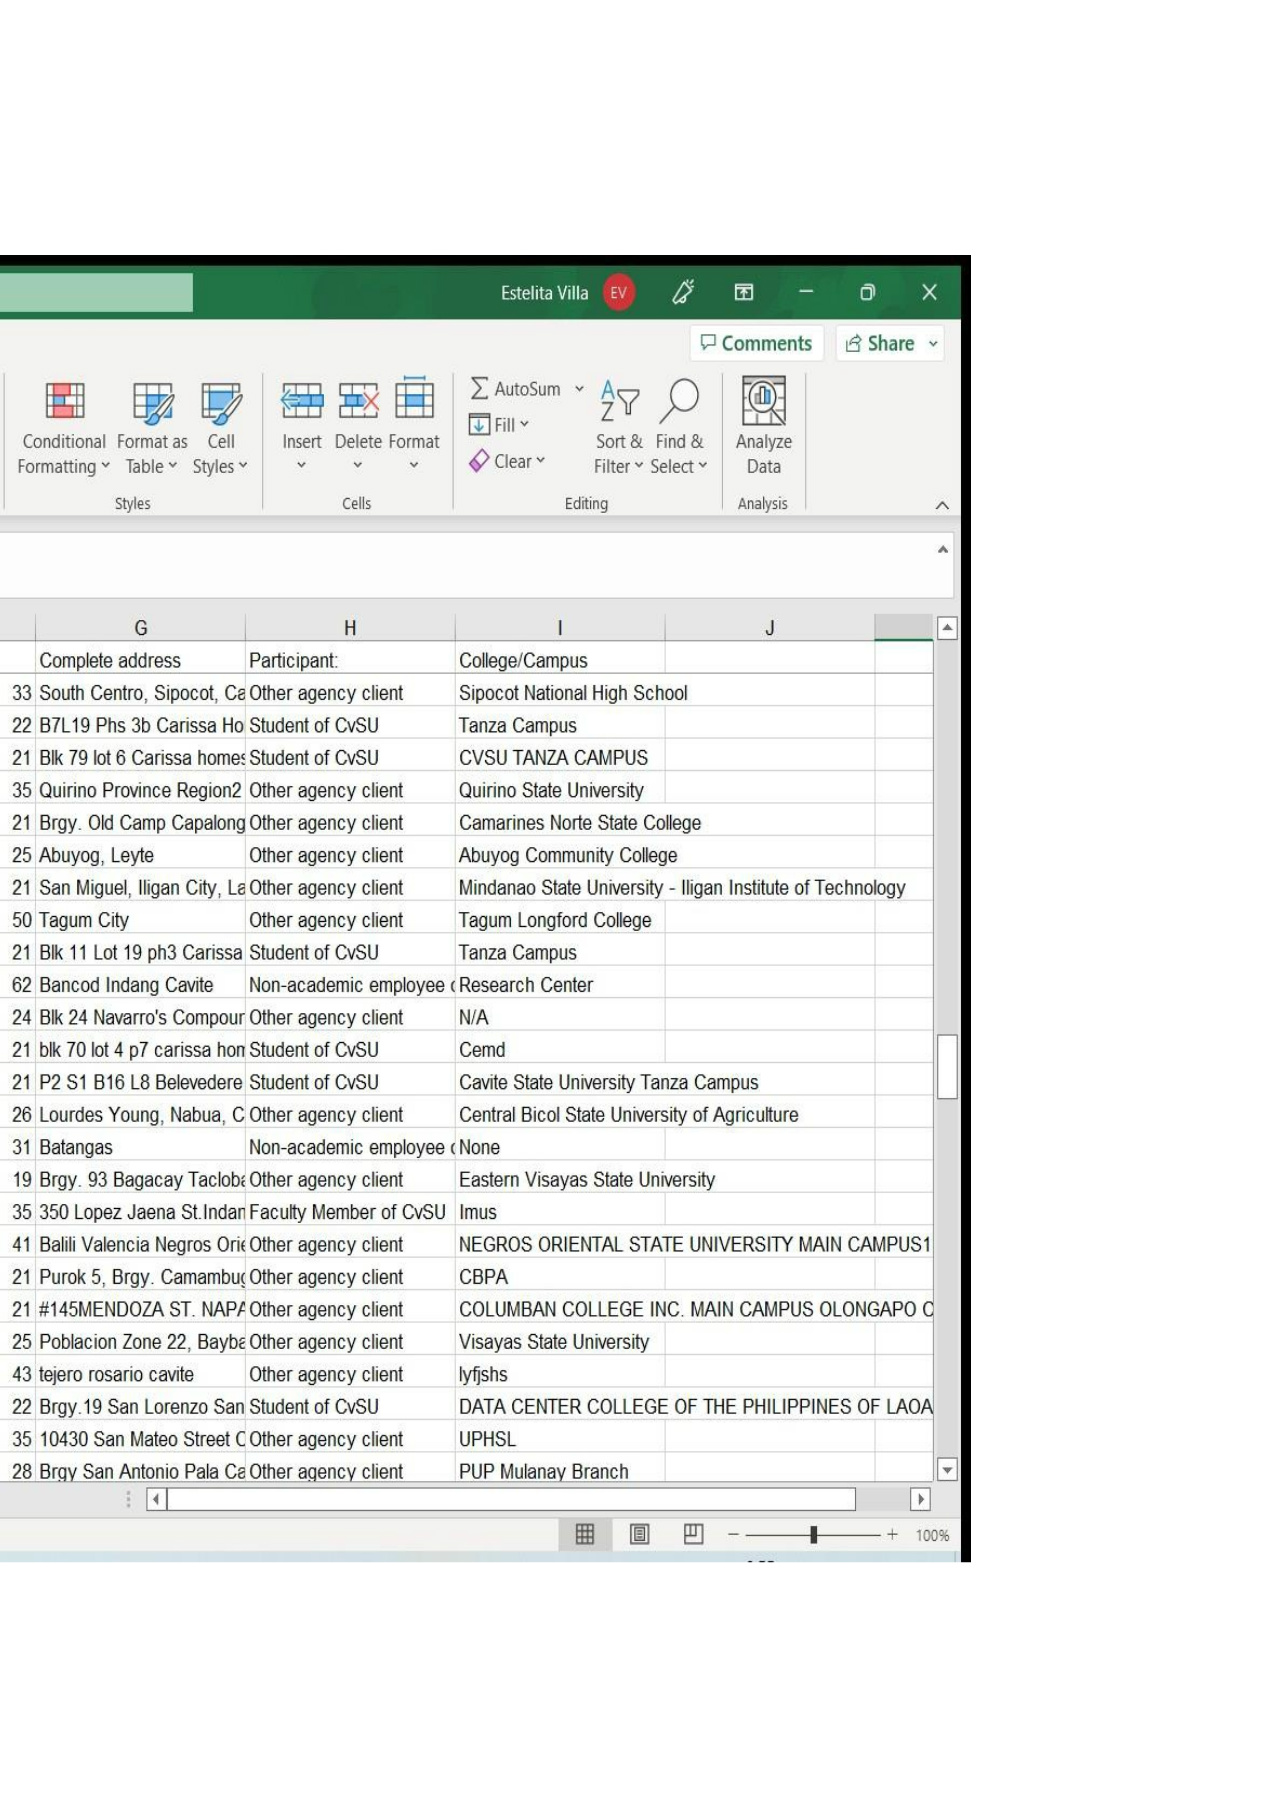 Estelita Villa EV
Comments Share
AutoSum
Fill
Clear
Conditional Format as Cell Insert Delete Format Sort & Find & Analyze
Formatting Table Styles Filter Select Data
Styles Cells Editing Analysis
G H I J
Complete address Participant: College/Campus
33 South Centro, Sipocot, Ca Other agency client Sipocot National High School
22 B7L19 Phs 3b Carissa Ho Student of CvSU Tanza Campus
21 Blk 79 lot 6 Carissa homes Student of CvSU CVSU TANZA CAMPUS
35 Quirino Province Region2 Other agency client Quirino State University
21 Brgy. Old Camp Capalong Other agency client Camarines Norte State College
25 Abuyog, Leyte Other agency client Abuyog Community College
21 San Miguel, Iligan City, La Other agency client Mindanao State University - Iligan Institute of Technology
50 Tagum City Other agency client Tagum Longford College
21 Blk 11 Lot 19 ph3 Carissa Student of CvSU Tanza Campus
62 Bancod Indang Cavite Non-academic employee Research Center
24 Blk 24 Navarro's Compour Other agency client N/A
21 blk 70 lot 4 p7 carissa hom Student of CvSU Cemd
21 P2 S1 B16 L8 Belevedere Student of CvSU Cavite State University Tanza Campus
26 Lourdes Young, Nabua, C Other agency client Central Bicol State University of Agriculture
31 Batangas Non-academic employee None
19 Brgy. 93 Bagacay Tacloba Other agency client Eastern Visayas State University
35 350 Lopez Jaena St.Indan Faculty Member of CvSU Imus
41 Balili Valencia Negros Orie Other agency client NEGROS ORIENTAL STATE UNIVERSITY MAIN CAMPUS1
21 Purok 5, Brgy. Camambug Other agency client CBPA
21 #145MENDOZA ST. NAPA Other agency client COLUMBAN COLLEGE INC. MAIN CAMPUS OLONGAPO C
25 Poblacion Zone 22, Bayba Other agency client Visayas State University
43 tejero rosario cavite Other agency client lyfjshs
22 Brgy.19 San Lorenzo San Student of CvSU DATA CENTER COLLEGE OF THE PHILIPPINES OF LAOA
35 10430 San Mateo Street C Other agency client UPHSL
28 Brgy San Antonio Pala Ca Other agency client PUP Mulanay Branch
100%